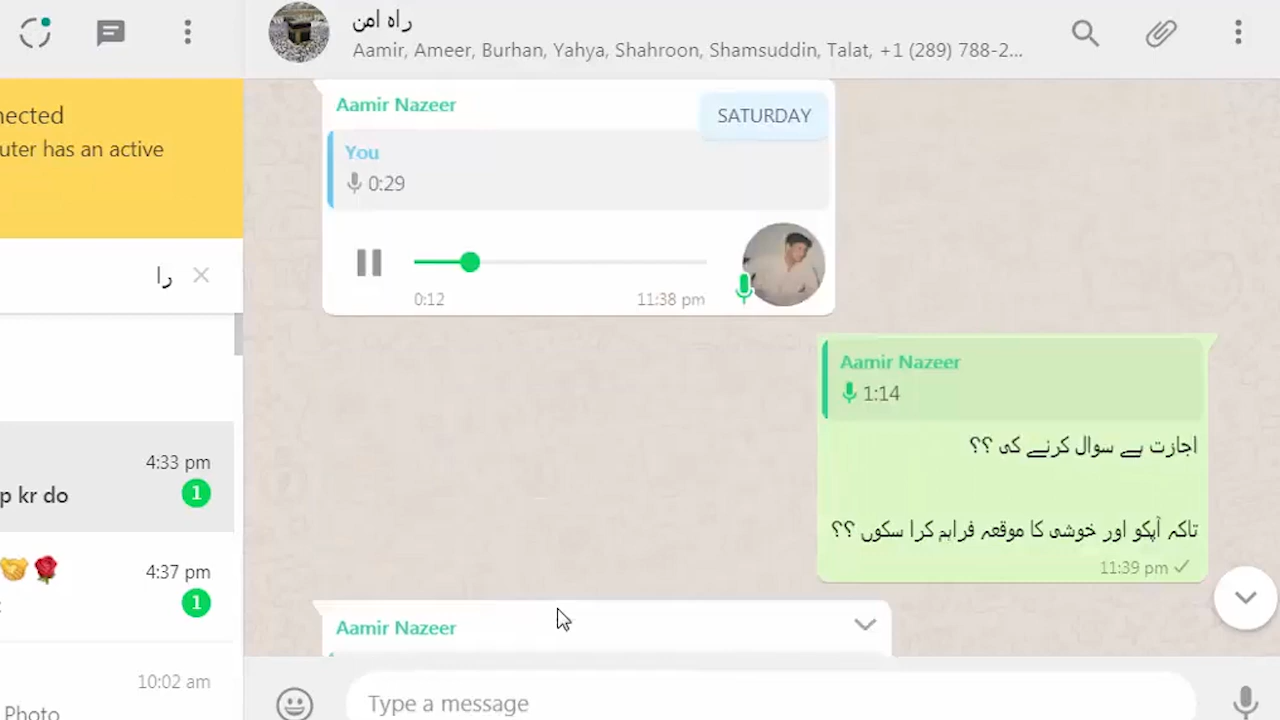 راہ امن
Aamir, Ameer, Burhan, Yahya, Shahroon, Shamsuddin, Talat, +1 (289) 788-2...
nected
uter has an active
را
4:33 pm
p kr do
1
4:37 pm
1
10:02 am
Photo
Aamir Nazeer
SATURDAY
You
0:29
0:12
11:38 pm
Aamir Nazeer
1:14
اجازت ہے سوال کرنے کی ؟؟
تاکہ آپکو اور خوشی کا موقعہ فراہم کرا سکوں ؟؟
11:39 pm
Aamir Nazeer
Type a message